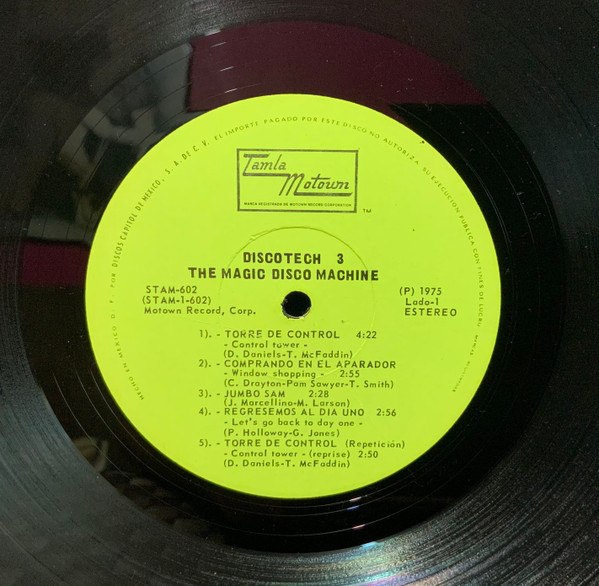 HECHO EN MEXICO D.F. POR DISCOS CAPITOL DE MEXICO, S. A. DE C. V. EL IMPORTE PAGADO POR ESTE DISCO NO AUTORIZA SU EJECUCION PUBLICA CON FINES DE LUCRO
Tamla
Motown
MARCA REGISTRADA DE MOTOWN RECORD CORPORATION
TM
DISCOTECH 3
THE MAGIC DISCO MACHINE
STAM-602 (P) 1975
(STAM-1-602) Lado-1
Motown Record, Corp. ESTEREO
1). - TORRE DE CONTROL 4:22
- Control tower -
(D. Daniels-T. McFaddin)
2). - COMPRANDO EN EL APARADOR
- Window shopping - 2:55
(C. Drayton-Pam Sawyer-T. Smith)
3). - JUMBO SAM 2:28
(J. Marcellino-M. Larson)
4). - REGRESEMOS AL DIA UNO 2:56
- Let's go back to day one -
(P. Holloway-G. Jones)
5). - TORRE DE CONTROL (Repetición)
- Control tower - (reprise) 2:50
(D. Daniels-T. McFaddin)